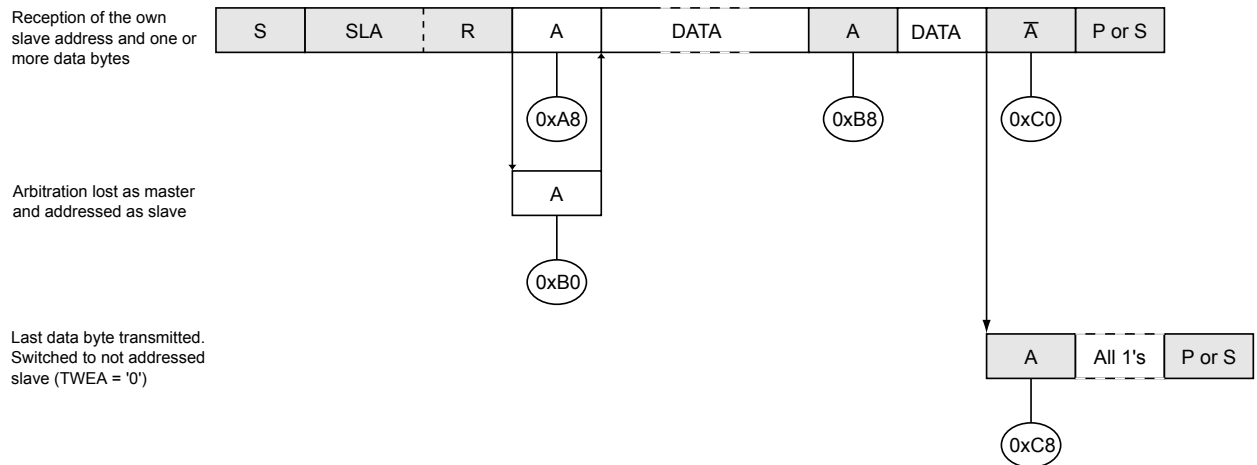 Reception of the own
slave address and one or
more data bytes
S SLA R A DATA A DATA A̅ P or S
0xA8 0xB8 0xC0
Arbitration lost as master
and addressed as slave
A
0xB0
Last data byte transmitted.
Switched to not addressed
slave (TWEA = '0')
A All 1's P or S
0xC8